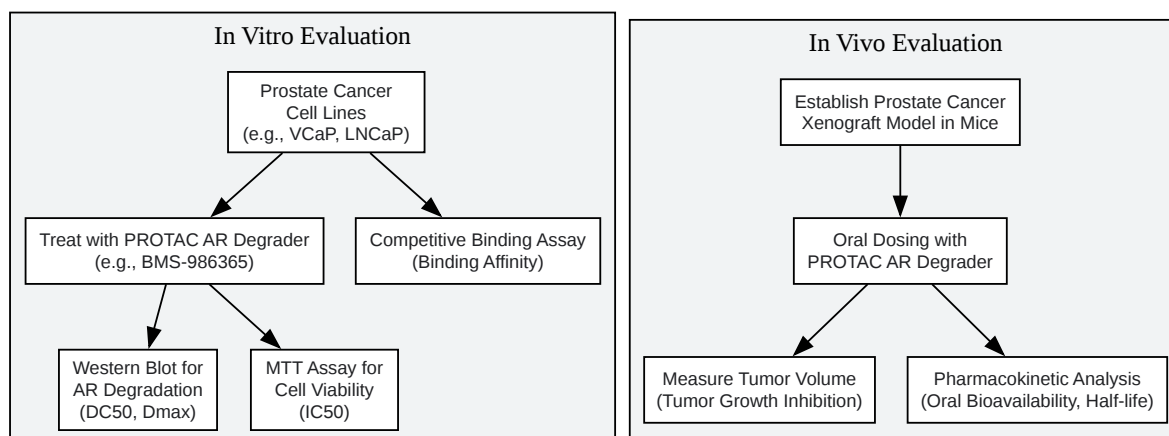 In Vitro Evaluation
Prostate Cancer
Cell Lines
(e.g., VCaP, LNCaP)
Treat with PROTAC AR Degrader
(e.g., BMS-986365)
Competitive Binding Assay
(Binding Affinity)
Western Blot for
AR Degradation
(DC50, Dmax)
MTT Assay for
Cell Viability
(IC50)
In Vivo Evaluation
Establish Prostate Cancer
Xenograft Model in Mice
Oral Dosing with
PROTAC AR Degrader
Measure Tumor Volume
(Tumor Growth Inhibition)
Pharmacokinetic Analysis
(Oral Bioavailability, Half-life)